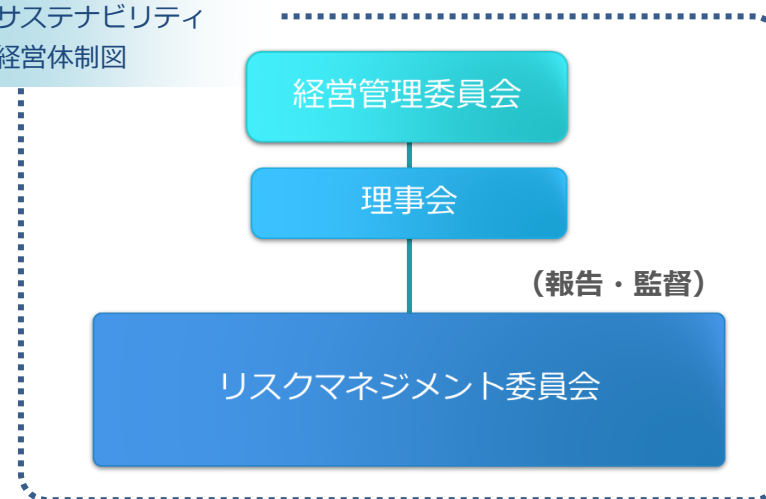 サステナビリティ
経営体制図
経営管理委員会
理事会
（報告・監督）
リスクマネジメント委員会